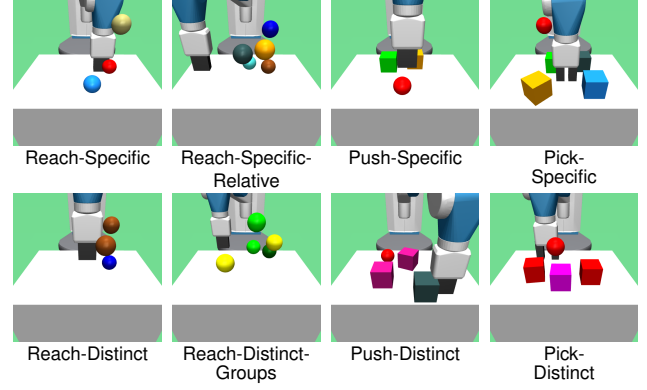 Reach-Specific
Reach-Specific-
Relative
Push-Specific
Pick-
Specific
Reach-Distinct
Reach-Distinct-
Groups
Push-Distinct
Pick-
Distinct